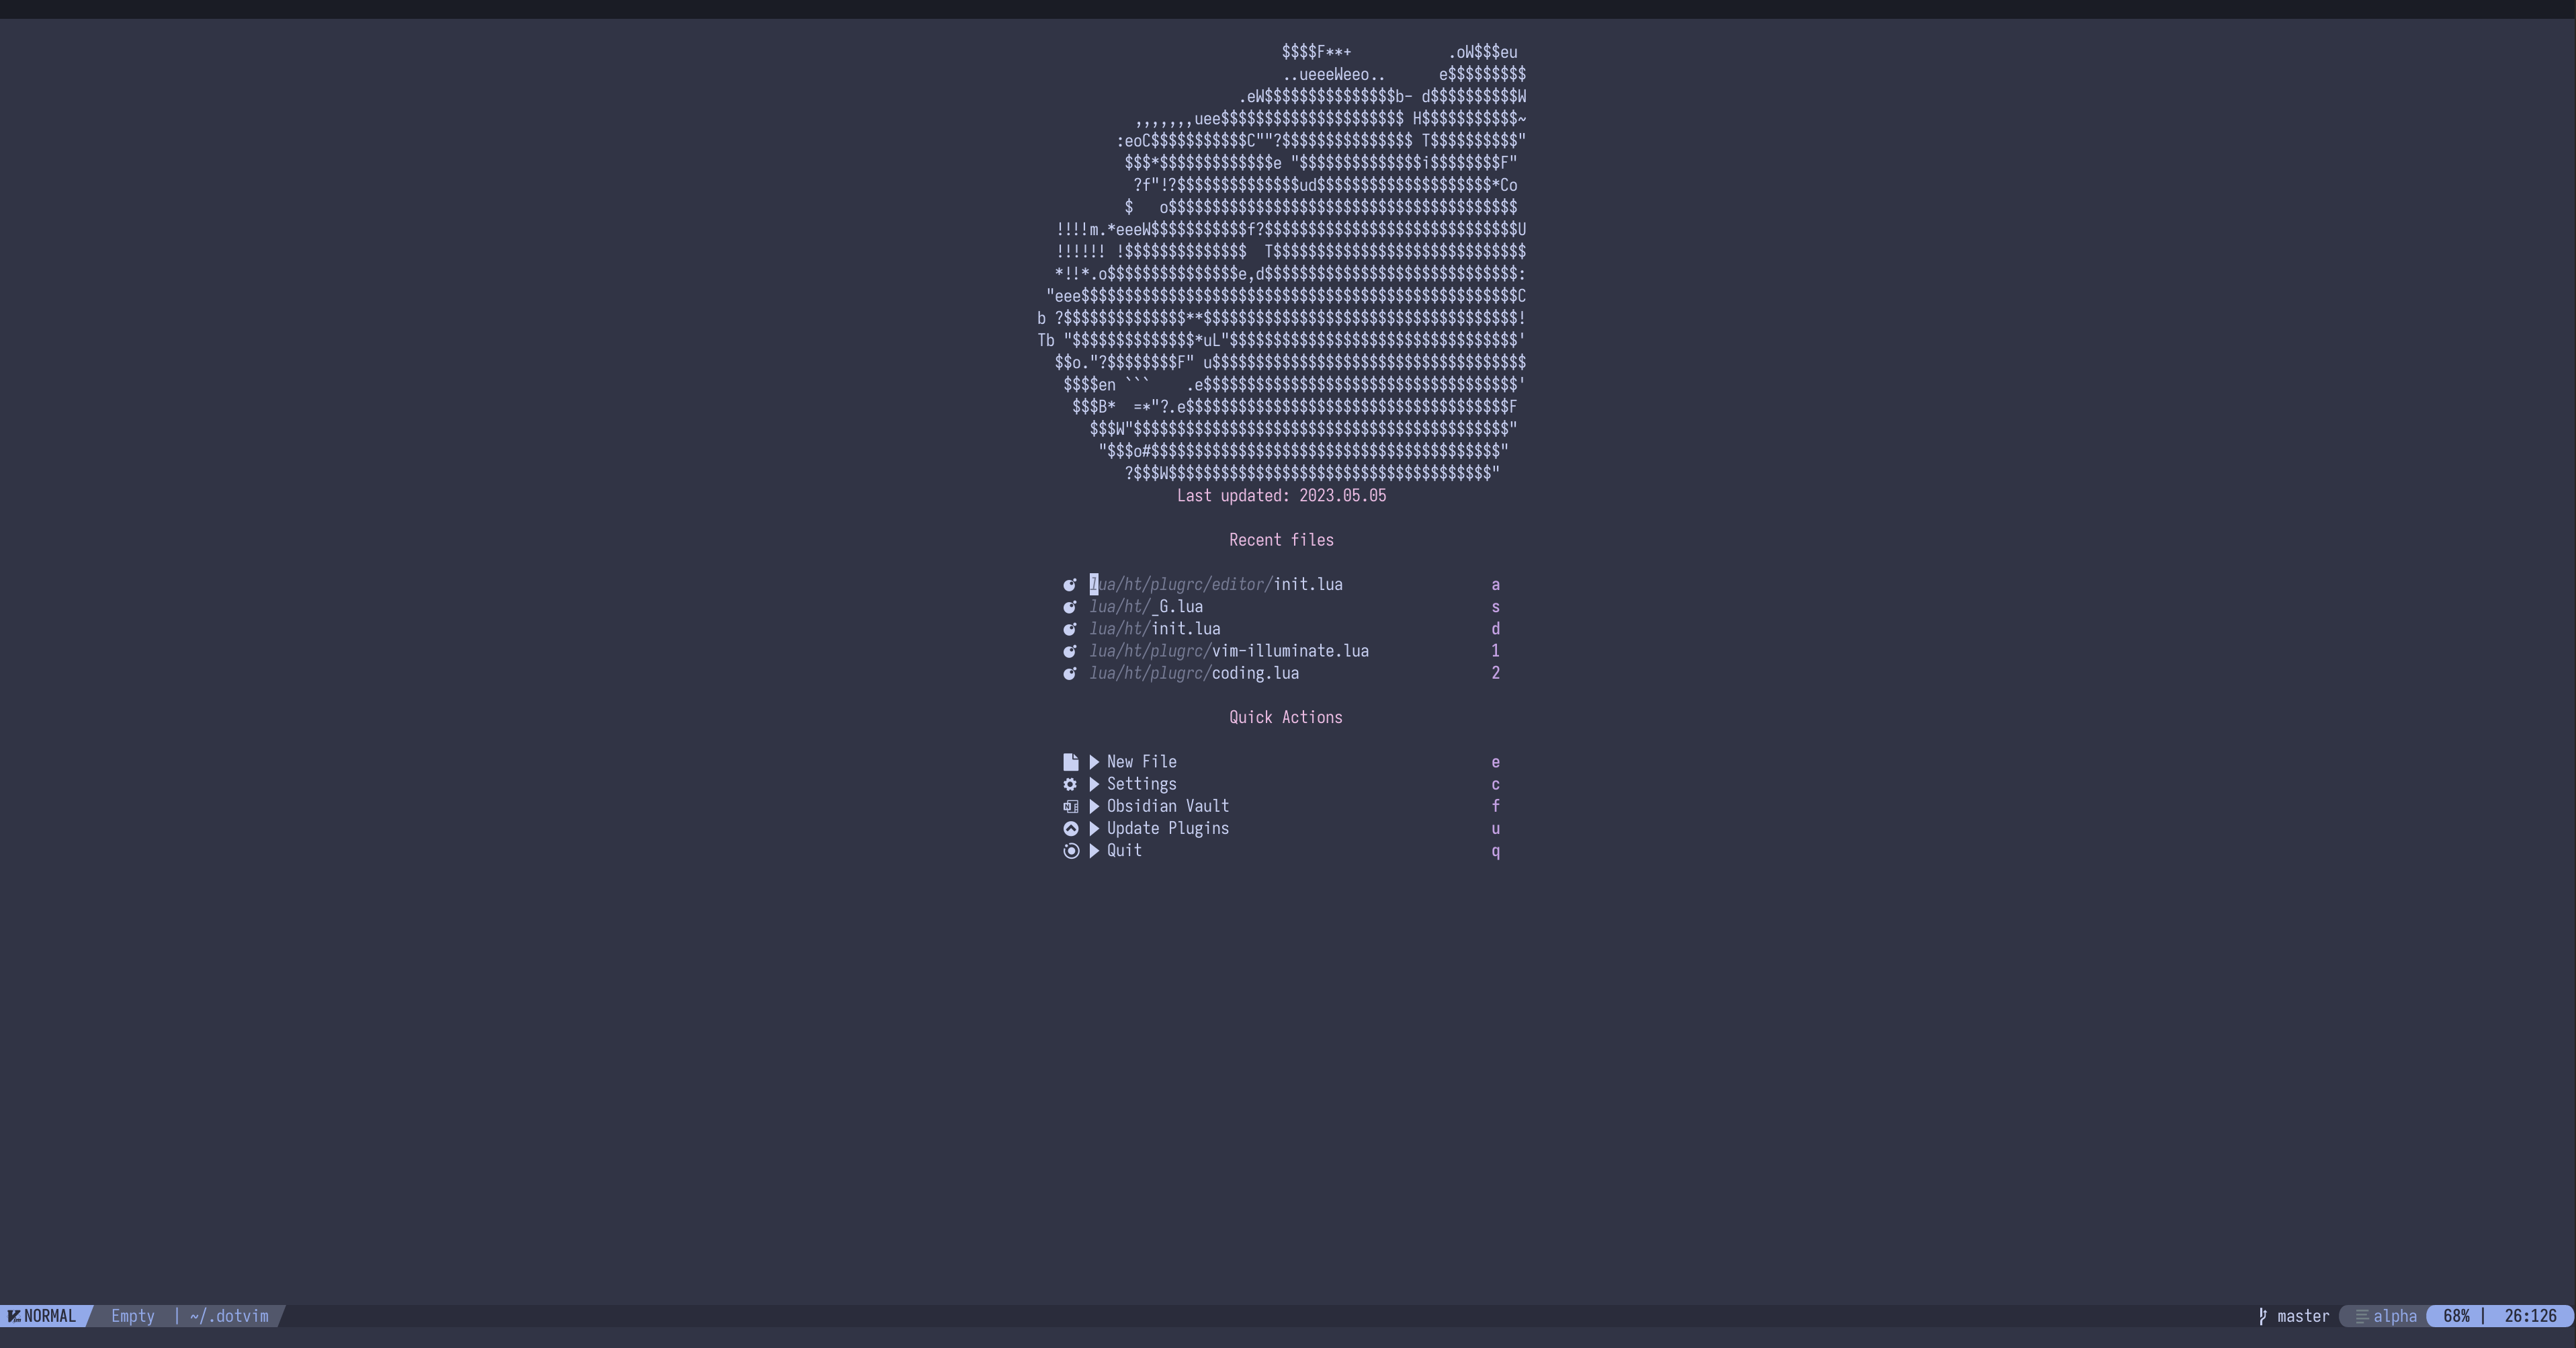 $$$$F**+           .oW$$$eu
..ueeeWeeo..      e$$$$$$$$$
.eW$$$$$$$$$$$$$$$b- d$$$$$$$$$$W
,,,,,,,uee$$$$$$$$$$$$$$$$$$$$$ H$$$$$$$$$$$~
:eoC$$$$$$$$$$$C""?$$$$$$$$$$$$$$$ T$$$$$$$$$$"
$$$*$$$$$$$$$$$$$e "$$$$$$$$$$$$$$i$$$$$$$$F"
?f"!?$$$$$$$$$$$$$$ud$$$$$$$$$$$$$$$$$$$$*Co
$   o$$$$$$$$$$$$$$$$$$$$$$$$$$$$$$$$$$$$$$$$
!!!!m.*eeeW$$$$$$$$$$$f?$$$$$$$$$$$$$$$$$$$$$$$$$$$$$U
!!!!!! !$$$$$$$$$$$$$$  T$$$$$$$$$$$$$$$$$$$$$$$$$$$$$
*!!*.o$$$$$$$$$$$$$$$e,d$$$$$$$$$$$$$$$$$$$$$$$$$$$$$:
"eee$$$$$$$$$$$$$$$$$$$$$$$$$$$$$$$$$$$$$$$$$$$$$$$$$$C
b ?$$$$$$$$$$$$$$**$$$$$$$$$$$$$$$$$$$$$$$$$$$$$$$$$$$$!
Tb "$$$$$$$$$$$$$$*uL"$$$$$$$$$$$$$$$$$$$$$$$$$$$$$$$$$'
$$o."?$$$$$$$$F" u$$$$$$$$$$$$$$$$$$$$$$$$$$$$$$$$$$$$
$$$$en ```    .e$$$$$$$$$$$$$$$$$$$$$$$$$$$$$$$$$$$$'
$$$B*  =*"?.e$$$$$$$$$$$$$$$$$$$$$$$$$$$$$$$$$$$$$F
$$$W"$$$$$$$$$$$$$$$$$$$$$$$$$$$$$$$$$$$$$$$$$$$"
"$$$o#$$$$$$$$$$$$$$$$$$$$$$$$$$$$$$$$$$$$$$$$"
?$$$W$$$$$$$$$$$$$$$$$$$$$$$$$$$$$$$$$$$$$"
Last updated: 2023.05.05
Recent files
lua/ht/plugrc/editor/init.lua a
lua/ht/_G.lua s
lua/ht/init.lua d
lua/ht/plugrc/vim-illuminate.lua 1
lua/ht/plugrc/coding.lua 2
Quick Actions
New File e
Settings c
Obsidian Vault f
Update Plugins u
Quit q
NORMAL Empty | ~/.dotvim master alpha 68% | 26:126